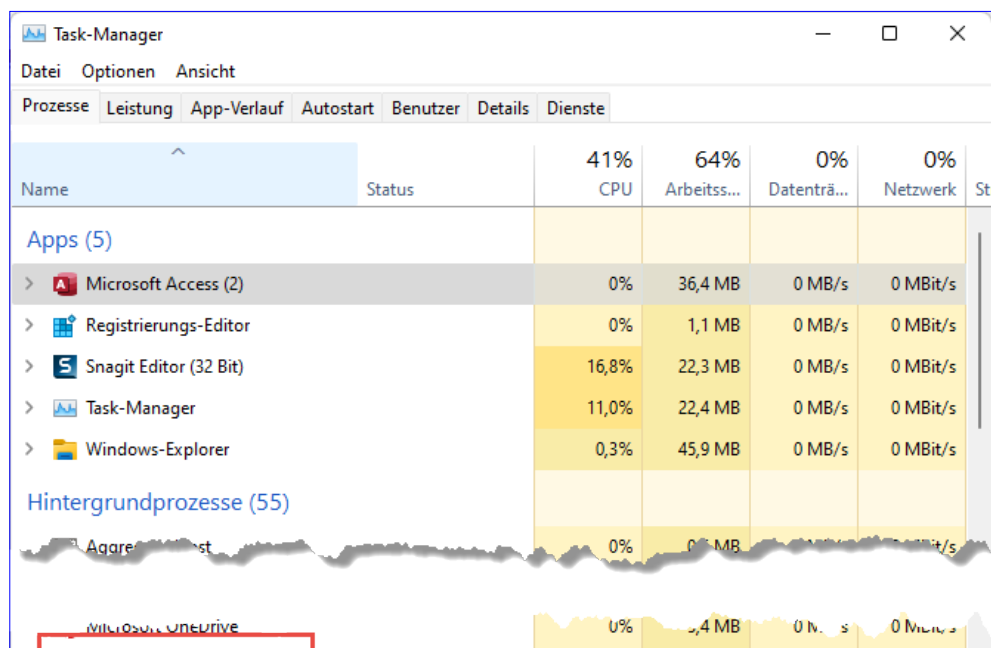 Task-Manager
Datei Optionen Ansicht
Prozesse Leistung App-Verlauf Autostart Benutzer Details Dienste
41% 64% 0% 0%
Name Status CPU Arbeitss... Datenträ... Netzwerk St
Apps (5)
Microsoft Access (2) 0% 36,4 MB 0 MB/s 0 MBit/s
Registrierungs-Editor 0% 1,1 MB 0 MB/s 0 MBit/s
Snagit Editor (32 Bit) 16,8% 22,3 MB 0 MB/s 0 MBit/s
Task-Manager 11,0% 22,4 MB 0 MB/s 0 MBit/s
Windows-Explorer 0,3% 45,9 MB 0 MB/s 0 MBit/s
Hintergrundprozesse (55)
0% MB
Microsoft OneDrive 0% MB